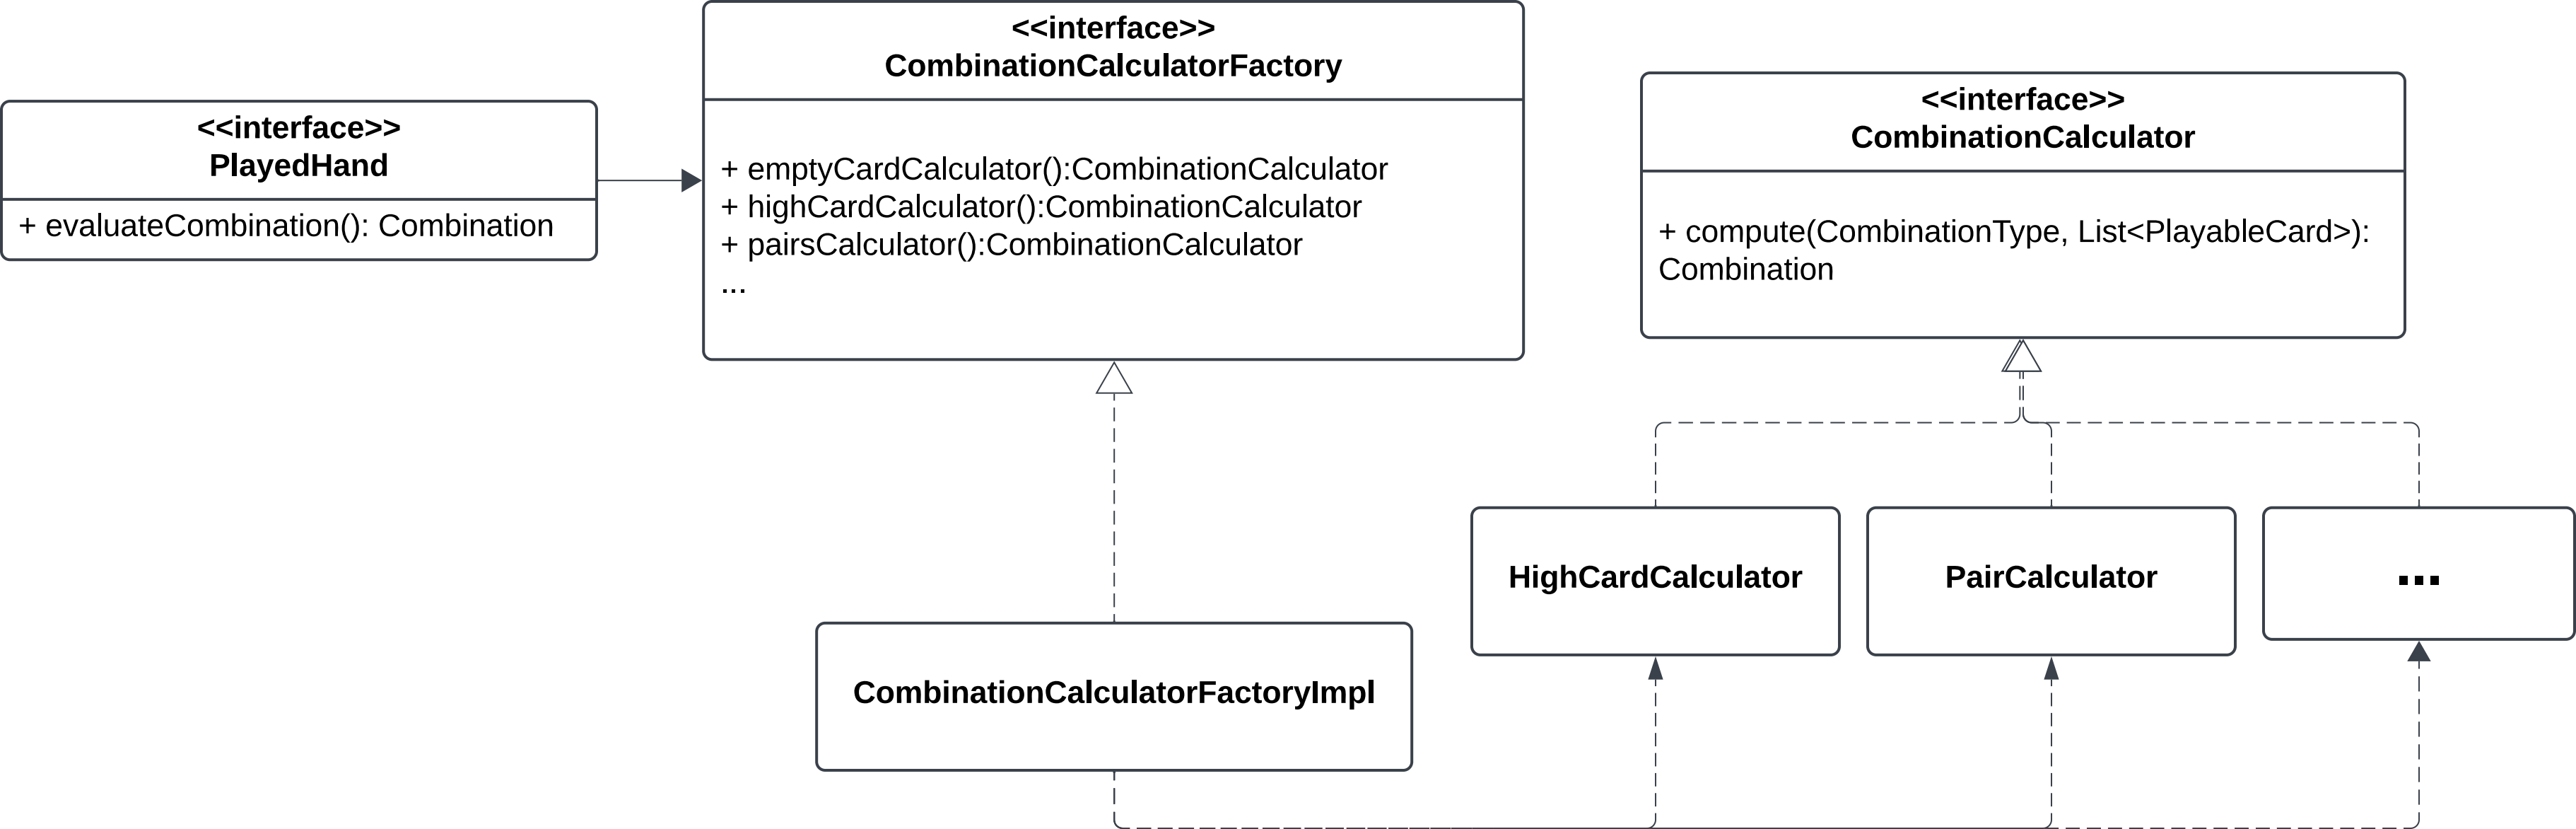 <<interface>>
PlayedHand
+ evaluateCombination(): Combination
<<interface>>
CombinationCalculatorFactory
+ emptyCardCalculator():CombinationCalculator
+ highCardCalculator():CombinationCalculator
+ pairsCalculator():CombinationCalculator
...
<<interface>>
CombinationCalculator
+ compute(CombinationType, List<PlayableCard>):
Combination
HighCardCalculator
PairCalculator
...
CombinationCalculatorFactoryImpl